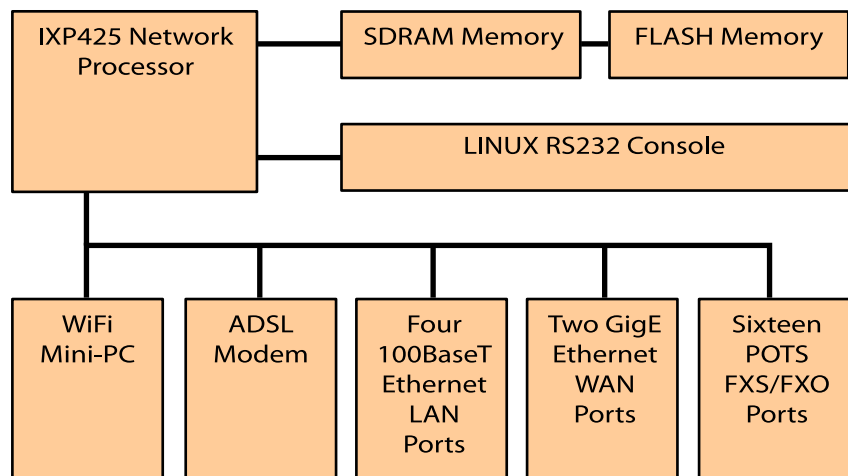 IXP425 Network
Processor
SDRAM Memory
FLASH Memory
LINUX RS232 Console
WiFi
Mini-PC
ADSL
Modem
Four
100BaseT
Ethernet
LAN
Ports
Two GigE
Ethernet
WAN
Ports
Sixteen
POTS
FXS/FXO
Ports